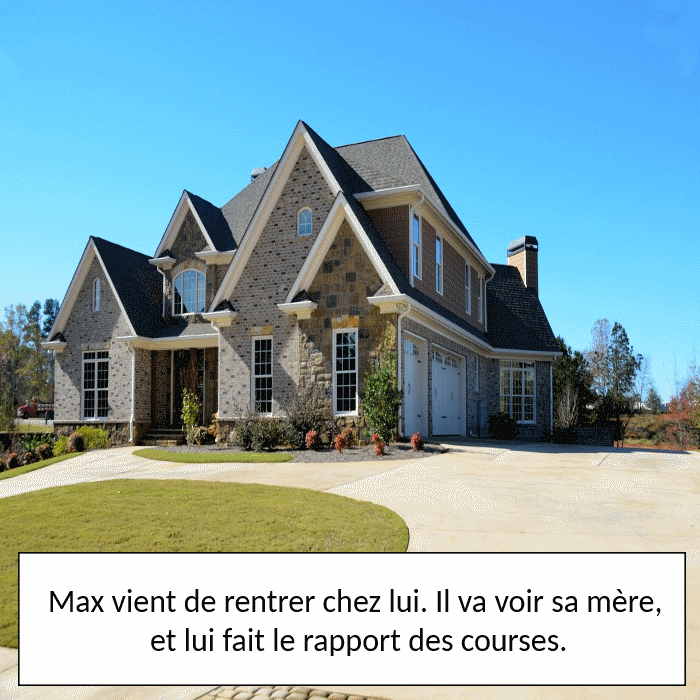 Max vient de rentrer chez lui. Il va voir sa mère,
et lui fait le rapport des courses.